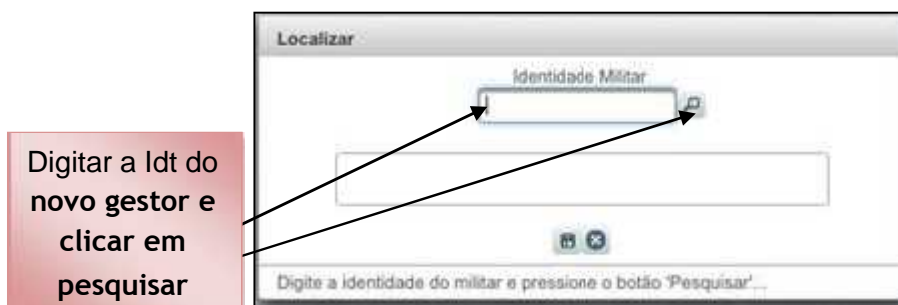 Localizar
Identidade Militar
Digitar a Idt do
novo gestor e
clicar em
pesquisar
Digite a identidade do militar e pressione o botão 'Pesquisar'...